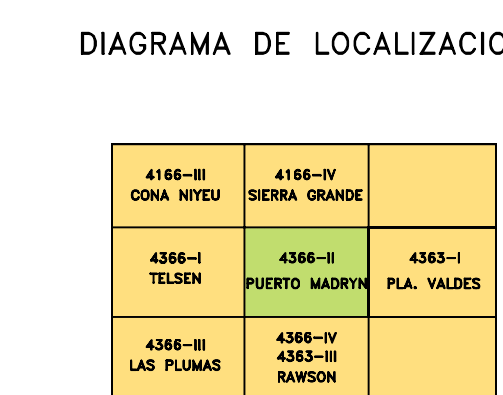 DIAGRAMA DE LOCALIZACIO
4166-III
CONA NIYEU
4166-IV
SIERRA GRANDE
4366-I
TELSEN
4366-II
PUERTO MADRYN
4363-I
PLA. VALDES
4366-III
LAS PLUMAS
4366-IV
4363-III
RAWSON